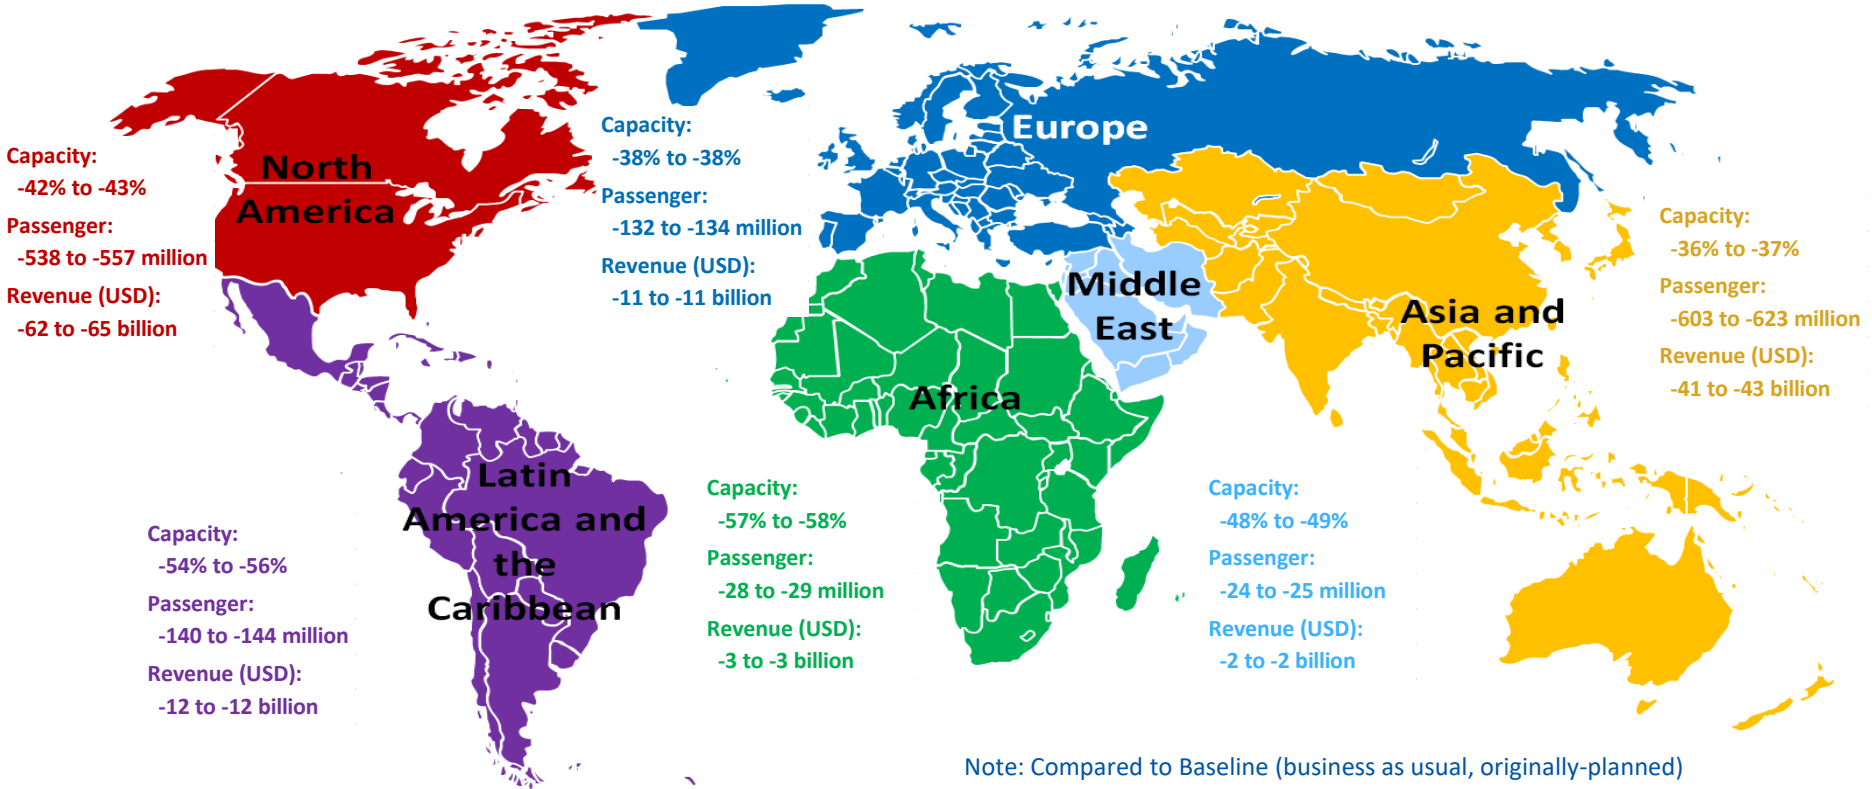 North
America
Capacity:
-42% to -43%
Passenger:
-538 to -557 million
Revenue (USD):
-62 to -65 billion
Capacity:
-38% to -38%
Passenger:
-132 to -134 million
Revenue (USD):
-11 to -11 billion
Europe
Middle
East
Asia and
Pacific
Capacity:
-36% to -37%
Passenger:
-603 to -623 million
Revenue (USD):
-41 to -43 billion
Africa
Latin
America and
the
Caribbean
Capacity:
-54% to -56%
Passenger:
-140 to -144 million
Revenue (USD):
-12 to -12 billion
Capacity:
-57% to -58%
Passenger:
-28 to -29 million
Revenue (USD):
-3 to -3 billion
Capacity:
-48% to -49%
Passenger:
-24 to -25 million
Revenue (USD):
-2 to -2 billion
Note: Compared to Baseline (business as usual, originally-planned)